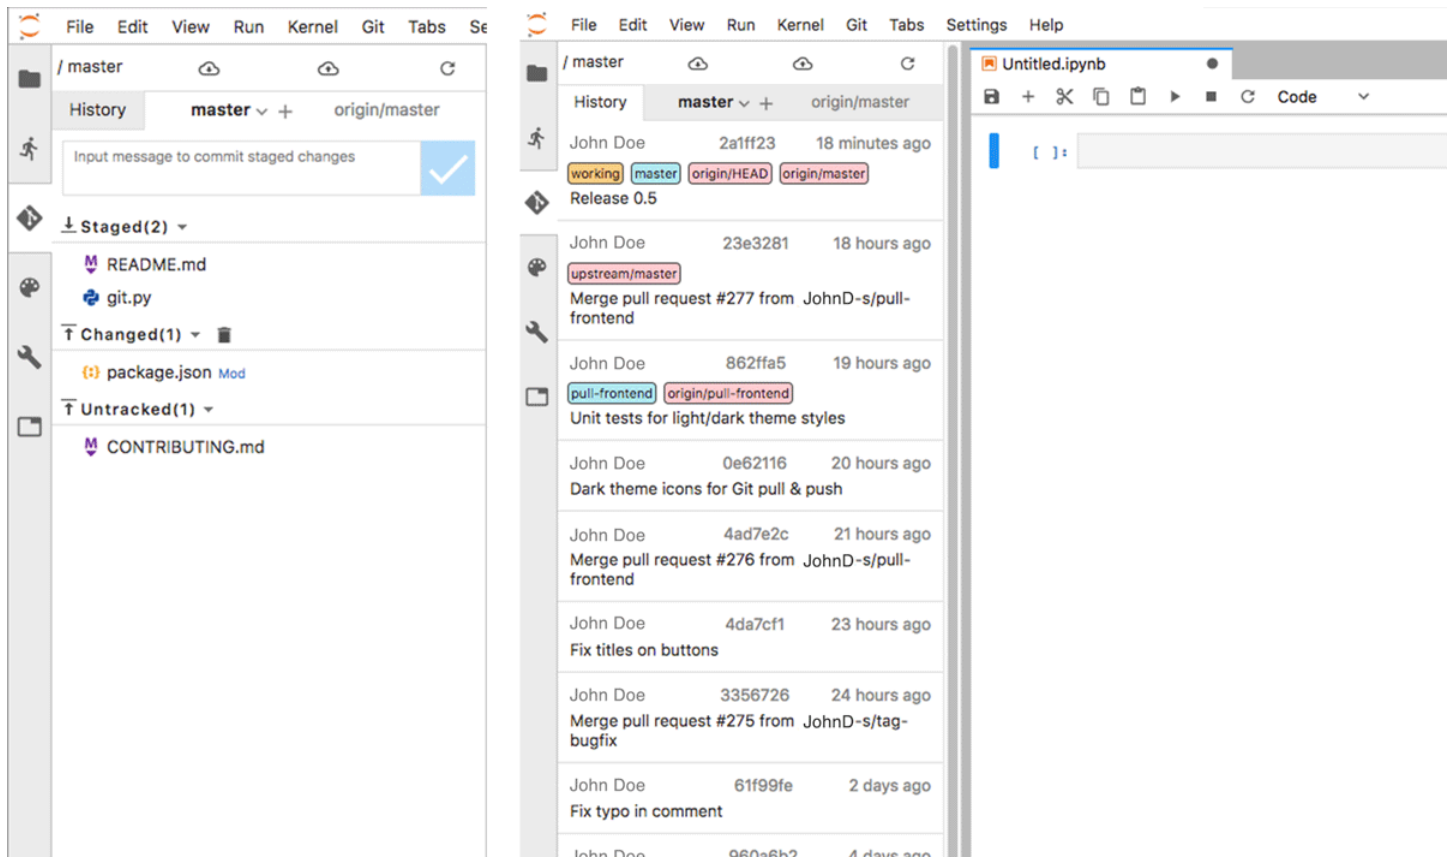 File Edit View Run Kernel Git Tabs Se
/ master
History master + origin/master
Input message to commit staged changes
Staged(2)
README.md
git.py
Changed(1)
package.json Mod
Untracked(1)
CONTRIBUTING.md
File Edit View Run Kernel Git Tabs Settings Help
/ master
History master + origin/master
John Doe 2a1ff23 18 minutes ago
working master origin/HEAD origin/master
Release 0.5
John Doe 23e3281 18 hours ago
upstream/master
Merge pull request #277 from JohnD-s/pull-
frontend
John Doe 862ffa5 19 hours ago
pull-frontend origin/pull-frontend
Unit tests for light/dark theme styles
John Doe 0e62116 20 hours ago
Dark theme icons for Git pull & push
John Doe 4ad7e2c 21 hours ago
Merge pull request #276 from JohnD-s/pull-
frontend
John Doe 4da7cf1 23 hours ago
Fix titles on buttons
John Doe 3356726 24 hours ago
Merge pull request #275 from JohnD-s/tag-
bugfix
John Doe 61f99fe 2 days ago
Fix typo in comment
John Doe 960a6b2 4 days ago
Untitled.ipynb
Code
[ ]: